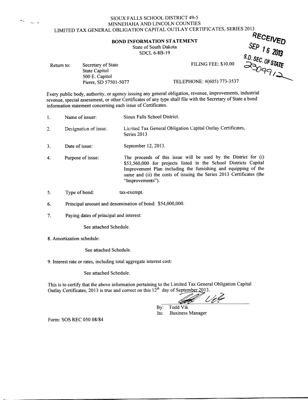 SIOUX FALLS SCHOOL DISTRICT 49-5
MINNEHAHA AND LINCOLN COUNTIES
LIMITED TAX GENERAL OBLIGATION CAPITAL OUTLAY CERTIFICATES, SERIES 2013
RECEIVED
SEP 16 2013
S.D. SEC. OF STATE
BOND INFORMATION STATEMENT
State of South Dakota
SDCL 6-8B-19
Return to: Secretary of State FILING FEE: $10.00
State Capitol
500 E. Capitol
Pierre, SD 57501-5077 TELEPHONE: #(605) 773-3537
Every public body, authority, or agency issuing any general obligation, revenue, improvements, industrial
revenue, special assessment, or other Certificates of any type shall file with the Secretary of State a bond
information statement concerning each issue of Certificates.
1. Name of issuer: Sioux Falls School District.
2. Designation of issue: Limited Tax General Obligation Capital Outlay Certificates,
Series 2013
3. Date of issue: September 12, 2013.
4. Purpose of issue: The proceeds of this issue will be used by the District for (i)
$53,560,000 for projects listed in the School Districts Capital
Improvement Plan including the furnishing and equipping of the
same and (ii) the costs of issuing the Series 2013 Certificates (the
"Improvements").
5. Type of bond: tax-exempt.
6. Principal amount and denomination of bond: $54,000,000.
7. Paying dates of principal and interest:
See attached Schedule.
8. Amortization schedule:
See attached Schedule.
9. Interest rate or rates, including total aggregate interest cost:
See attached Schedule.
This is to certify that the above information pertaining to the Limited Tax General Obligation Capital
Outlay Certificates, 2013 is true and correct on this 12th day of September 2013.
By: Todd Vik
Its: Business Manager
Form: SOS REC 050 08/84